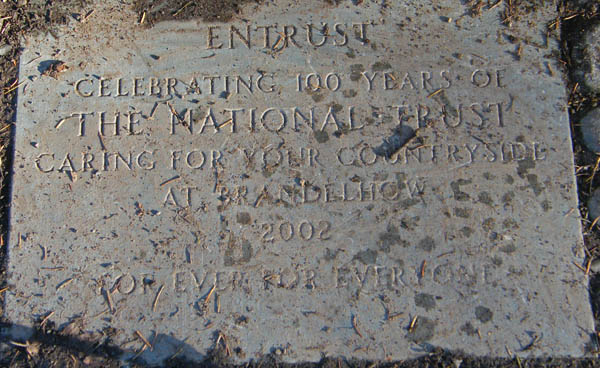 ENTRUST
CELEBRATING 100 YEARS OF
THE NATIONAL TRUST
CARING FOR YOUR COUNTRYSIDE
AT BRANDELHOW
2002
FOR EVER FOR EVERYONE